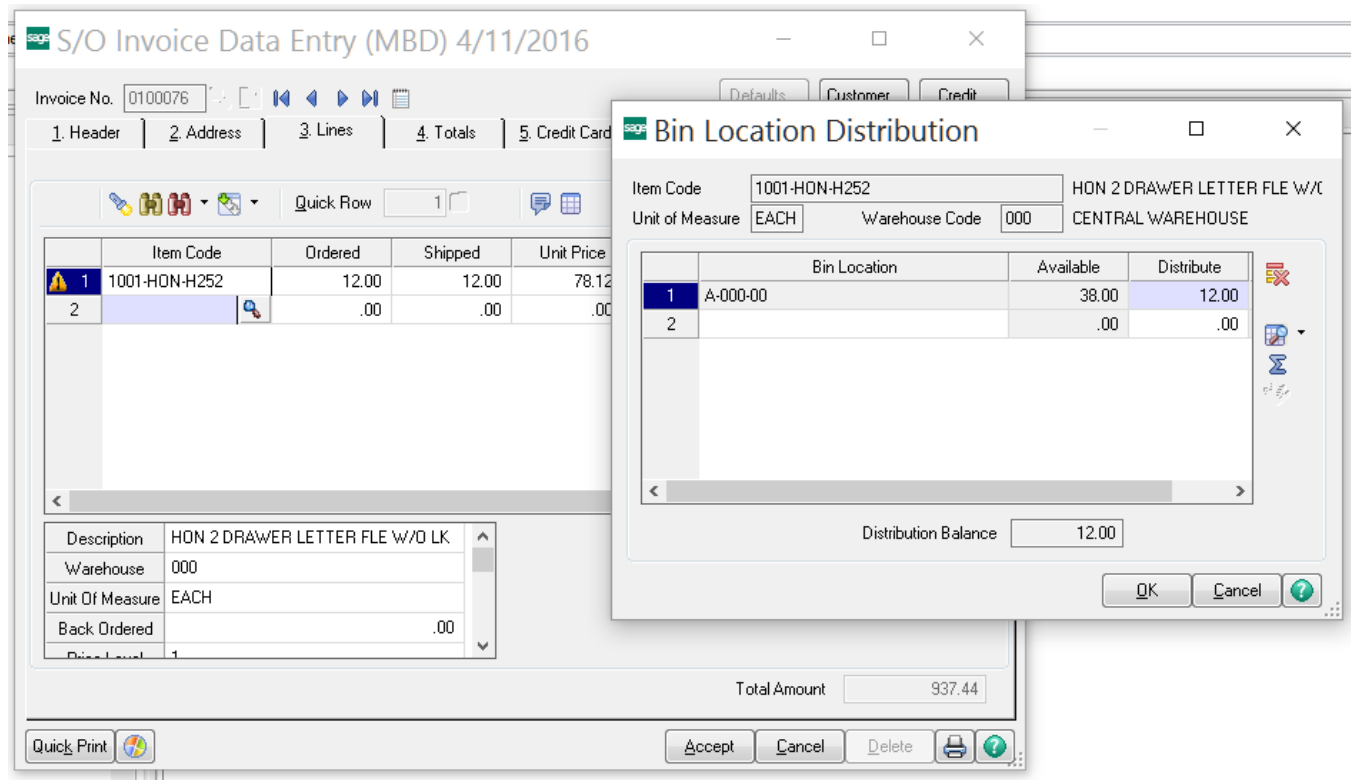 sage S/O Invoice Data Entry (MBD) 4/11/2016
Invoice No. 0100076
Defaults Customer Credit
1. Header 2. Address 3. Lines 4. Totals 5. Credit Card
Quick Row 1
Item Code Ordered Shipped Unit Price
1 1001-HON-H252 12.00 12.00 78.12
2 .00 .00 .00
Description HON 2 DRAWER LETTER FLE W/O LK
Warehouse 000
Unit Of Measure EACH
Back Ordered .00
Price Level 1
Total Amount 937.44
Quick Print Accept Cancel Delete
sage Bin Location Distribution
Item Code 1001-HON-H252 HON 2 DRAWER LETTER FLE W/
Unit of Measure EACH Warehouse Code 000 CENTRAL WAREHOUSE
Bin Location Available Distribute
1 A-000-00 38.00 12.00
2 .00 .00
Distribution Balance 12.00
OK Cancel